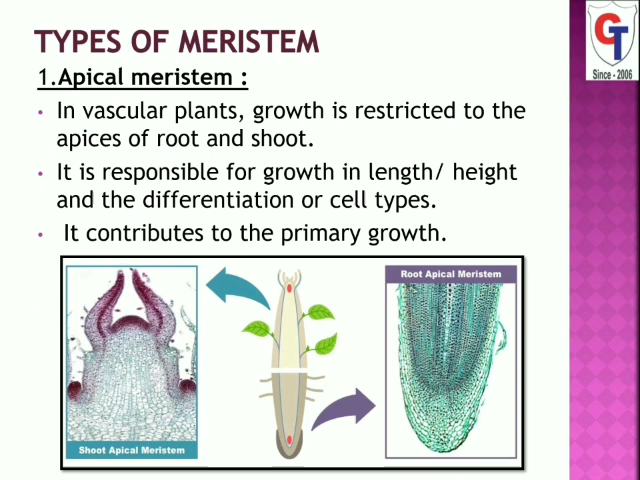 TYPES OF MERISTEM
1.Apical meristem :
• In vascular plants, growth is restricted to the
apices of root and shoot.
• It is responsible for growth in length/ height
and the differentiation or cell types.
• It contributes to the primary growth.
Root Apical Meristem
Shoot Apical Meristem
GT
Since - 2006